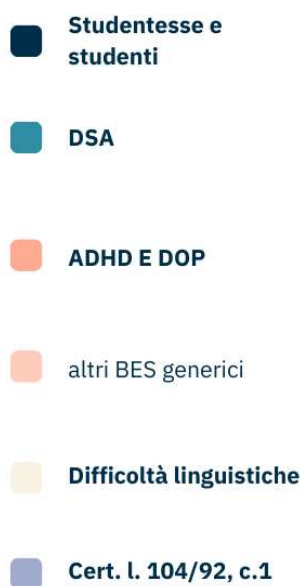 Studentesse e
studenti
DSA
ADHD E DOP
altri BES generici
Difficoltà linguistiche
Cert. l. 104/92, c.1